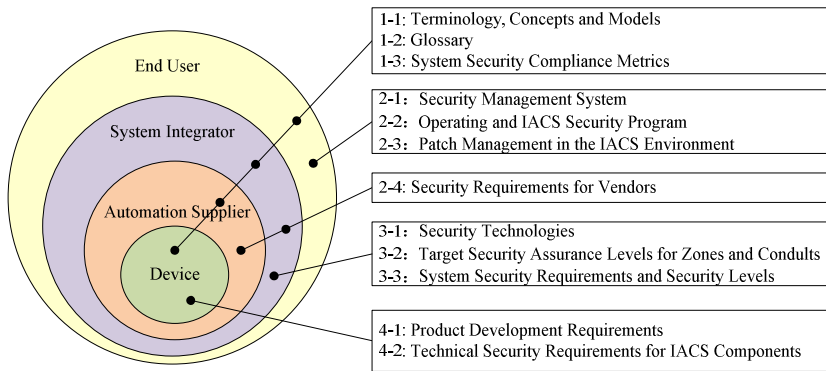 End User
System Integrator
Automation Supplier
Device
1-1: Terminology, Concepts and Models
1-2: Glossary
1-3: System Security Compliance Metrics
2-1: Security Management System
2-2: Operating and IACS Security Program
2-3: Patch Management in the IACS Environment
2-4: Security Requirements for Vendors
3-1: Security Technologies
3-2: Target Security Assurance Levels for Zones and Condults
3-3: System Security Requirements and Security Levels
4-1: Product Development Requirements
4-2: Technical Security Requirements for IACS Components